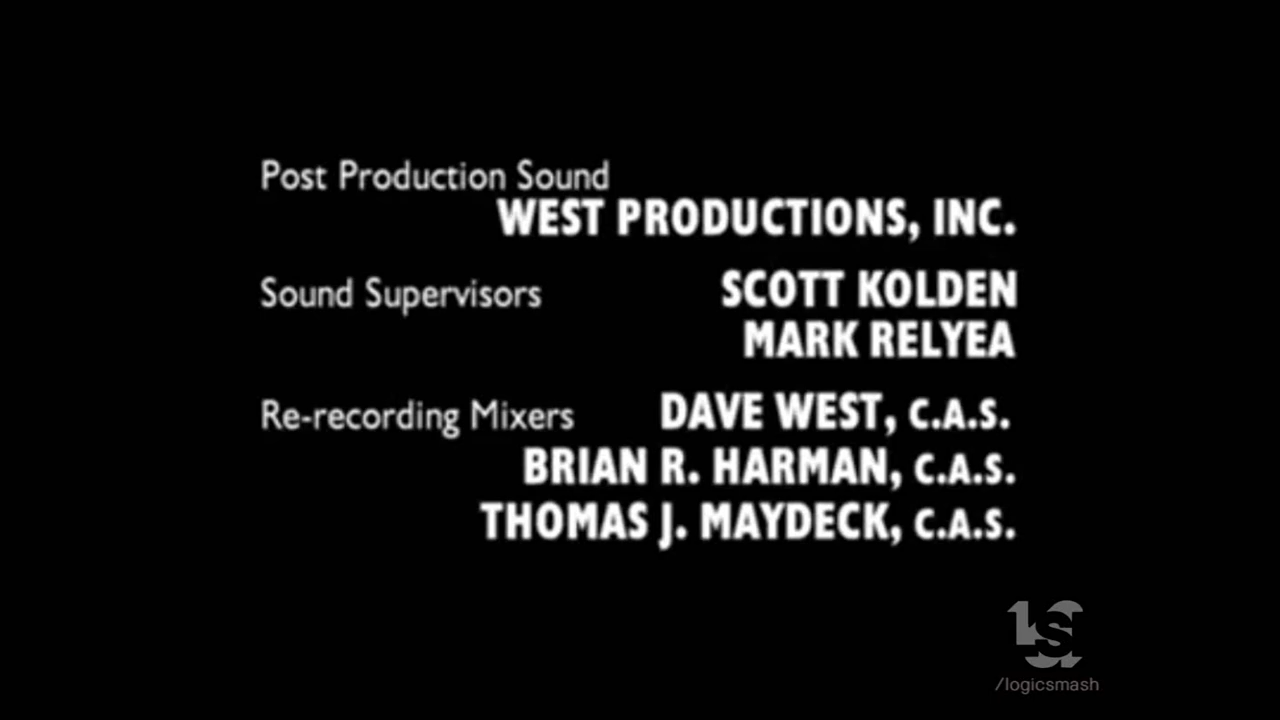 Post Production Sound
WEST PRODUCTIONS, INC.
Sound Supervisors SCOTT KOLDEN
MARK RELYEA
Re-recording Mixers DAVE WEST, C.A.S.
BRIAN R. HARMAN, C.A.S.
THOMAS J. MAYDECK, C.A.S.
/logicsmash